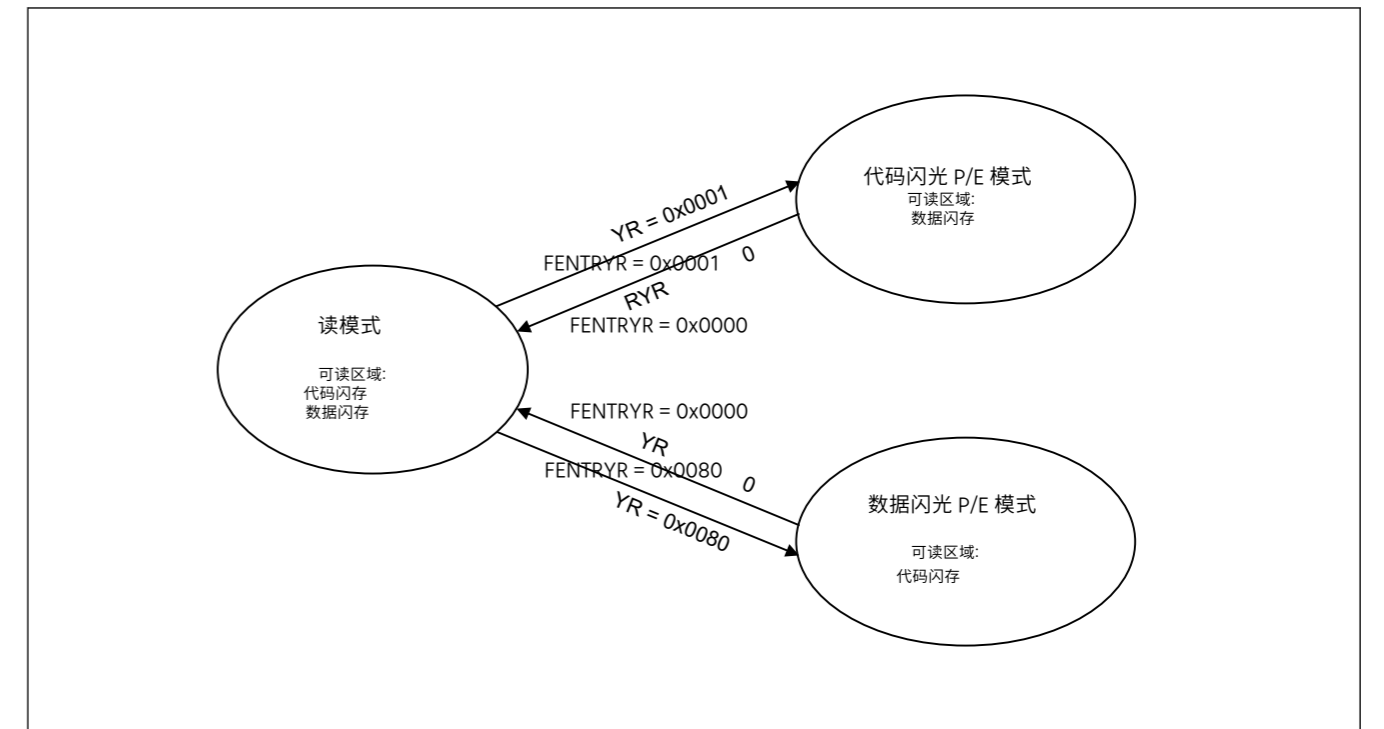 代码闪光 P/E 模式
可读区域:
数据闪存
YR = 0x0001
FENTRYR = 0x0001
0
RYR
FENTRYR = 0x0000
读模式
可读区域:
代码闪存
数据闪存
FENTRYR = 0x0000
YR
FENTRYR = 0x0080
0
YR = 0x0080
数据闪光 P/E 模式
可读区域:
代码闪存